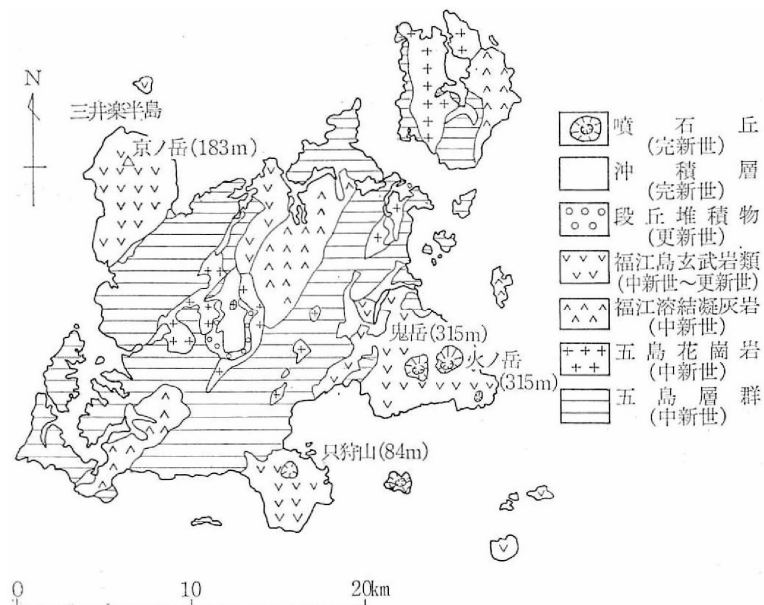 N
三井楽半島
京ノ岳(183m)
鬼岳(315m)
火ノ岳
(315m)
只狩山(84m)
0 10 20km
噴石丘
(完新世)
沖積層
(完新世)
段丘堆積物
(更新世)
福江島玄武岩類
(中新世~更新世)
福江溶結凝灰岩
(中新世)
五島花崗岩
(中新世)
五島層群
(中新世)